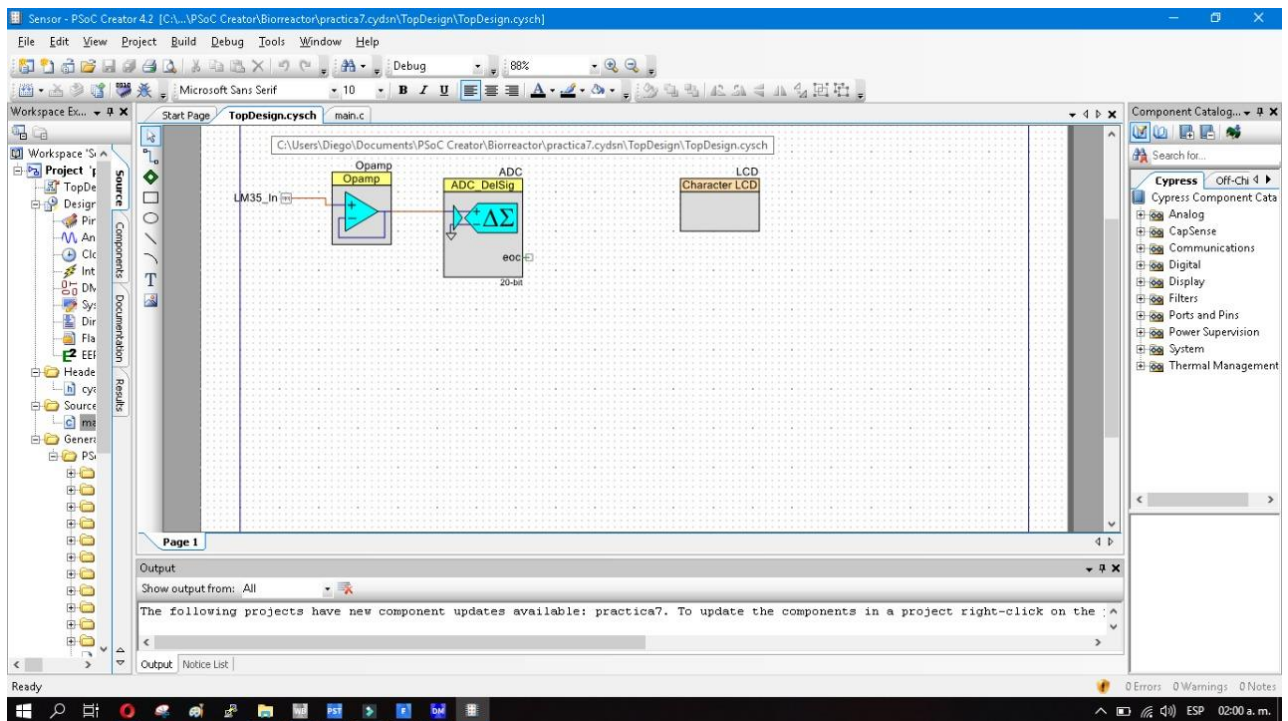 Sensor - PSoC Creator 4.2 [C:\...\PSoC Creator\Biorreactor\practica7.cydsn\TopDesign\TopDesign.cysch]
File Edit View Project Build Debug Tools Window Help
Debug 88%
Microsoft Sans Serif 10 B I U A
Workspace Ex...
Start Page TopDesign.cysch main.c
Component Catalog...
Workspace 'S
Project 'p
TopDe
Design
Pin
An
Clo
Int
DM
Sys
Dir
Fla
EEP
Heade
cya
Source
ma
Genera
PS
Source
Components
Documentation
Results
C:\Users\Diego\Documents\PSoC Creator\Biorreactor\practica7.cydsn\TopDesign\TopDesign.cysch
Opamp
Opamp
LM35_In
ADC
ADC_DelSig
ΔΣ
eoc
20-bit
LCD
Character LCD
Page 1
Search for...
Cypress Off-Chi
Cypress Component Cata
Analog
CapSense
Communications
Digital
Display
Filters
Ports and Pins
Power Supervision
System
Thermal Management
Output
Show output from: All
The following projects have new component updates available: practica7. To update the components in a project right-click on the
Output Notice List
Ready
0 Errors 0 Warnings 0 Notes
PST
DM
ESP 02:00 a. m.